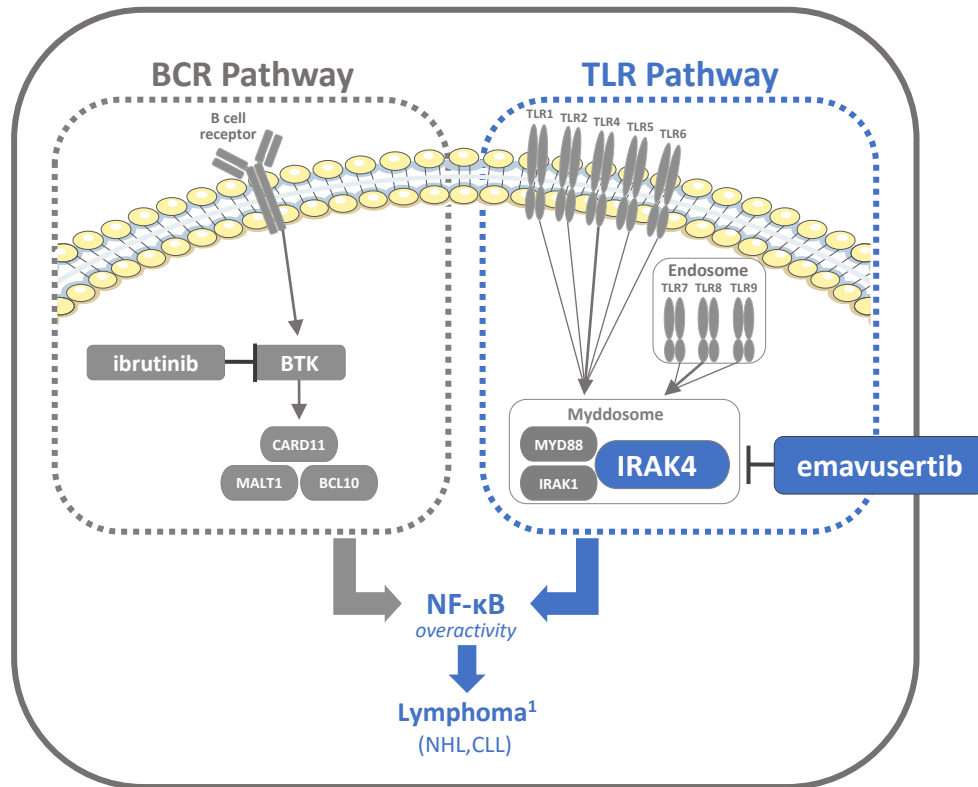 BCR Pathway
TLR Pathway
B cell
receptor
TLR1
TLR2
TLR4
TLR5
TLR6
Endosome
TLR7
TLR8
TLR9
ibrutinib
BTK
CARD11
MALT1
BCL10
Myddosome
MYD88
IRAK1
IRAK4
emavusertib
NF-κB
overactivity
Lymphoma¹
(NHL,CLL)